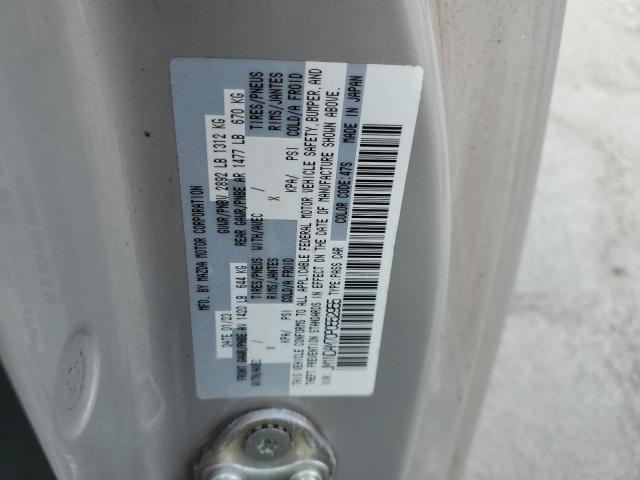 MFD. BY MAZDA MOTOR CORPORATION
DATE: 01/23 GVWR/PNBV 2892 LB 1312 KG
FRONT GAWR/PNBE AV 1420 LB 644 KG REAR GAWR/PNBE AR 1477 LB 670 KG
WITH/AVEC TIRES/PNEUS WITH/AVEC TIRES/PNEUS
/ RIMS/JANTES / RIMS/JANTES
X COLD/A FROID X COLD/A FROID
KPA/ PSI KPA/ PSI
THIS VEHICLE CONFORMS TO ALL APPLICABLE FEDERAL MOTOR VEHICLE SAFETY, BUMPER, AND
THEFT PREVENTION STANDARDS IN EFFECT ON THE DATE OF MANUFACTURE SHOWN ABOVE.
VIN: TYPE:PASS CAR COLOR CODE:47S MADE IN JAPAN